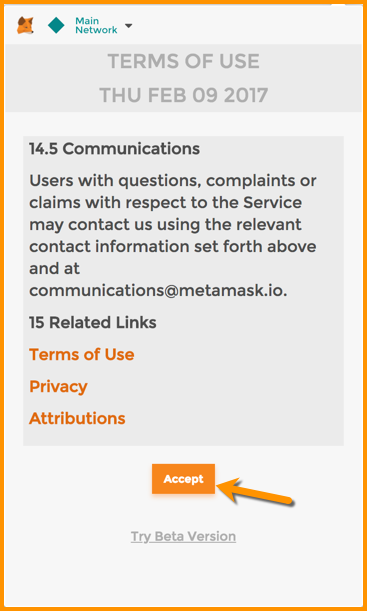 Main
Network
TERMS OF USE
THU FEB 09 2017
14.5 Communications
Users with questions, complaints or
claims with respect to the Service
may contact us using the relevant
contact information set forth above
and at
communications@metamask.io.
15 Related Links
Terms of Use
Privacy
Attributions
Accept
Try Beta Version